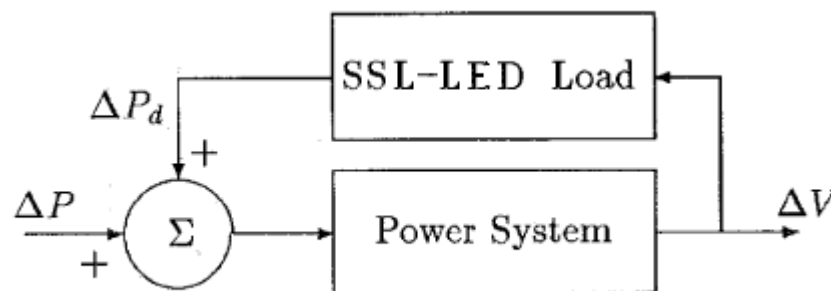 SSL-LED Load
ΔP_d
+
ΔP
+
Σ
Power System
ΔV